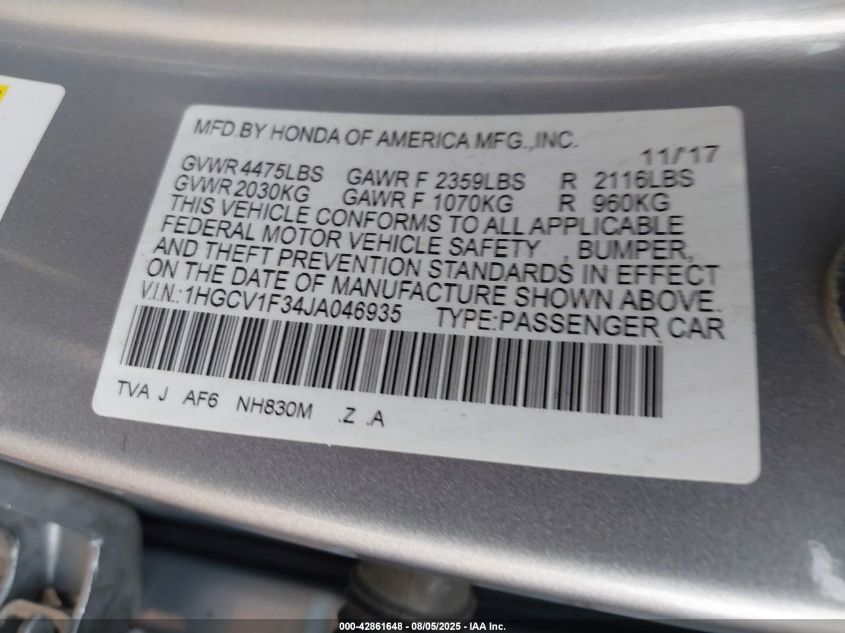 MFD.BY HONDA OF AMERICA MFG.,INC.
11/'17
GVWR 4475LBS GAWR F 2359LBS R 2116LBS
GVWR 2030KG GAWR F 1070KG R 960KG
THIS VEHICLE CONFORMS TO ALL APPLICABLE
FEDERAL MOTOR VEHICLE SAFETY , BUMPER,
AND THEFT PREVENTION STANDARDS IN EFFECT
ON THE DATE OF MANUFACTURE SHOWN ABOVE.
V.I.N.:1HGCV1F34JA046935 TYPE:PASSENGER CAR
TVA J AF6 NH830M .Z .A
000-42861648 - 08/05/2025 - IAA Inc.